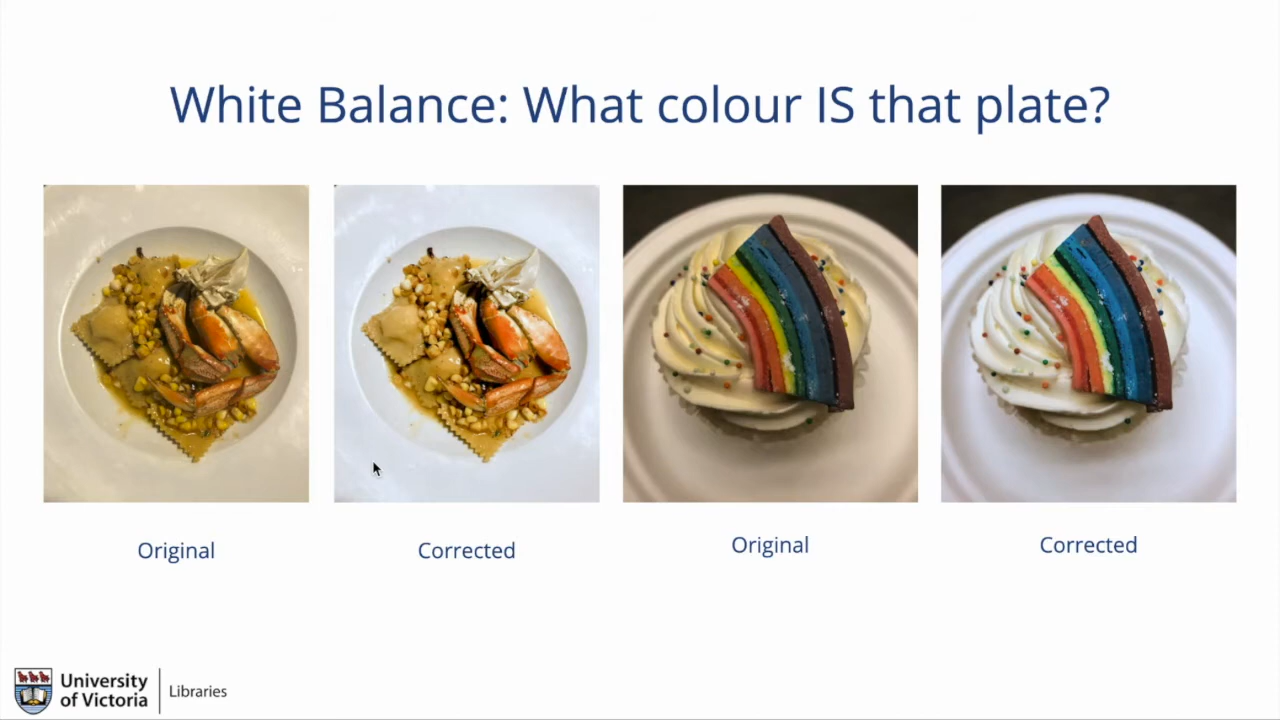 White Balance: What colour IS that plate?
Original
Corrected
Original
Corrected
University
of Victoria
Libraries